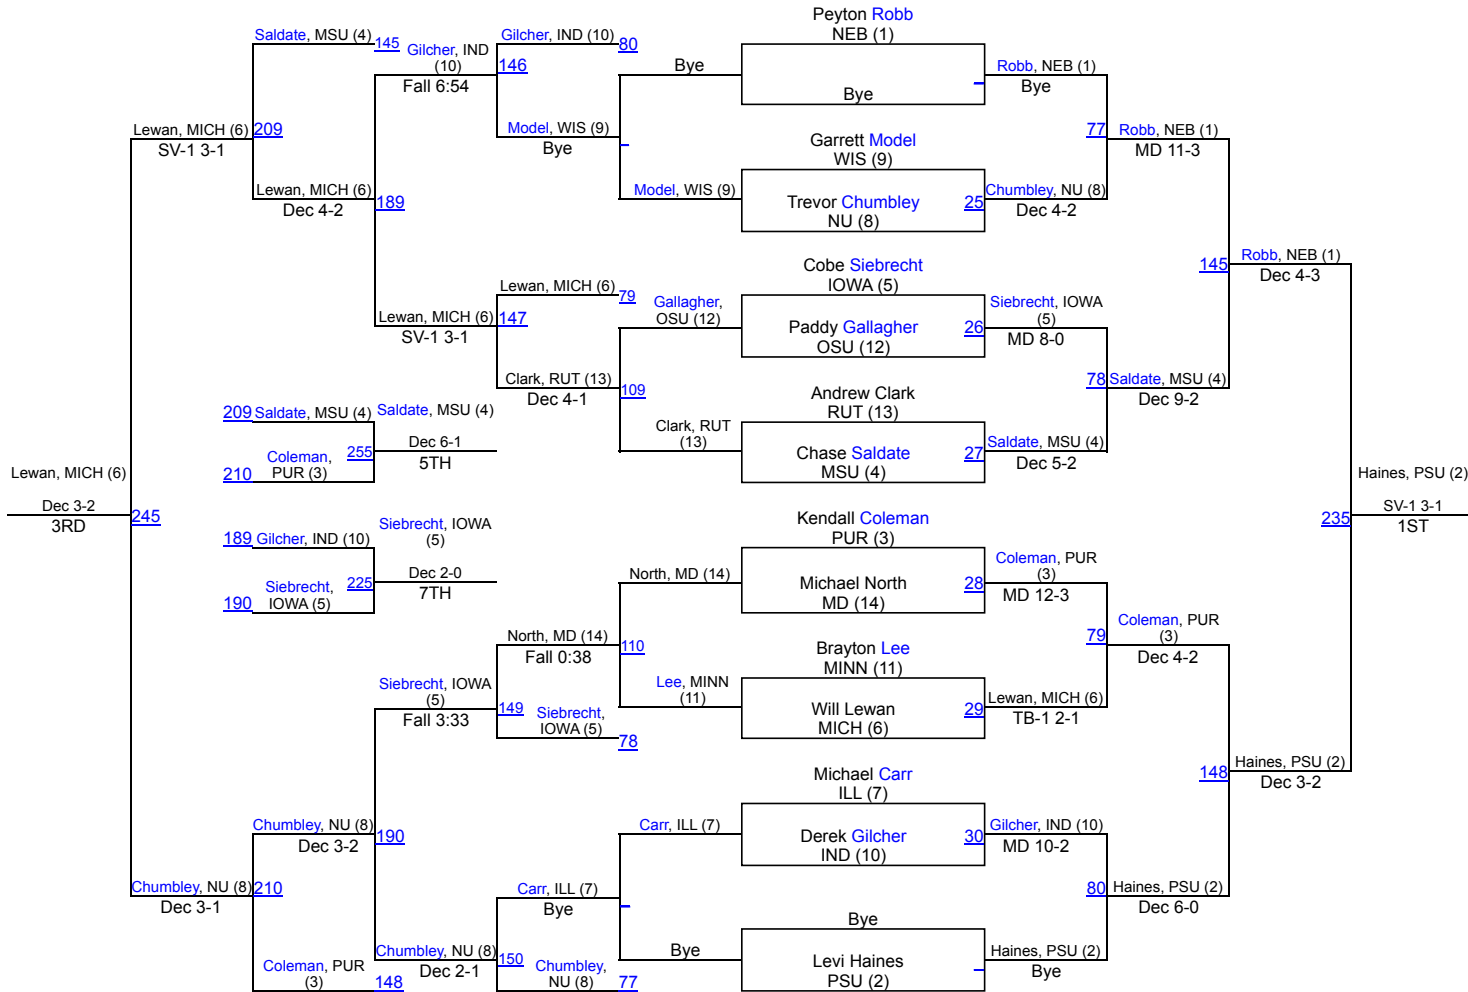 Peyton Robb
NEB (1)
Bye
Garrett Model
WIS (9)
Trevor Chumbley
NU (8)
25
Cobe Siebrecht
IOWA (5)
Paddy Gallagher
OSU (12)
26
Andrew Clark
RUT (13)
Chase Saldate
MSU (4)
27
Kendall Coleman
PUR (3)
Michael North
MD (14)
28
Brayton Lee
MINN (11)
Will Lewan
MICH (6)
29
Michael Carr
ILL (7)
Derek Gilcher
IND (10)
30
Bye
Levi Haines
PSU (2)
Robb, NEB (1)
Bye
Chumbley, NU (8)
Dec 4-2
77
Siebrecht, IOWA
(5)
MD 8-0
Saldate, MSU (4)
Dec 5-2
78
Coleman, PUR
(3)
MD 12-3
Lewan, MICH (6)
TB-1 2-1
79
Gilcher, IND (10)
MD 10-2
Haines, PSU (2)
Bye
80
Robb, NEB (1)
MD 11-3
Saldate, MSU (4)
Dec 9-2
145
Coleman, PUR
(3)
Dec 4-2
Haines, PSU (2)
Dec 6-0
148
Robb, NEB (1)
Dec 4-3
Haines, PSU (2)
Dec 3-2
235
Haines, PSU (2)
SV-1 3-1
1ST
Bye
Model, WIS (9)
Gallagher,
OSU (12)
Clark, RUT
(13)
109
North, MD (14)
Lee, MINN
(11)
110
Carr, ILL (7)
Bye
Gilcher, IND (10)
80
Model, WIS (9)
Bye
146
Lewan, MICH (6)
79
Clark, RUT (13)
Dec 4-1
147
North, MD (14)
Fall 0:38
Siebrecht,
IOWA (5)
78
149
Carr, ILL (7)
Bye
Chumbley,
NU (8)
77
150
Gilcher, IND
(10)
Fall 6:54
Lewan, MICH (6)
SV-1 3-1
189
Siebrecht, IOWA
(5)
Fall 3:33
Chumbley, NU (8)
Dec 2-1
190
Saldate, MSU (4)
145
Lewan, MICH (6)
Dec 4-2
209
Chumbley, NU (8)
Dec 3-2
Coleman, PUR
(3)
148
210
Lewan, MICH (6)
SV-1 3-1
Chumbley, NU (8)
Dec 3-1
245
Lewan, MICH (6)
Dec 3-2
3RD
209 Saldate, MSU (4)
210
Coleman,
PUR (3)
255
Saldate, MSU (4)
Dec 6-1
5TH
189 Gilcher, IND (10)
190
Siebrecht,
IOWA (5)
225
Siebrecht, IOWA
(5)
Dec 2-0
7TH